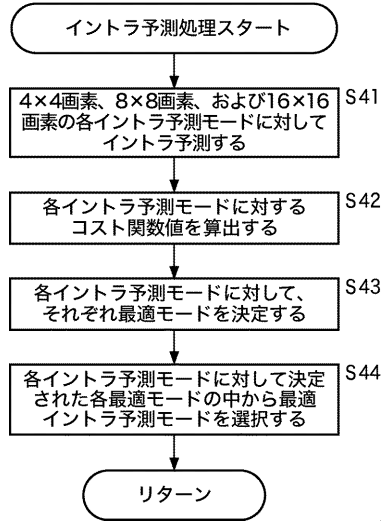 イントラ予測処理スタート
4×4画素、8×8画素、および16×16
画素の各イントラ予測モードに対して
イントラ予測する
S41
各イントラ予測モードに対する
コスト関数値を算出する
S42
各イントラ予測モードに対して、
それぞれ最適モードを決定する
S43
各イントラ予測モードに対して決定
された各最適モードの中から最適
イントラ予測モードを選択する
S44
リターン